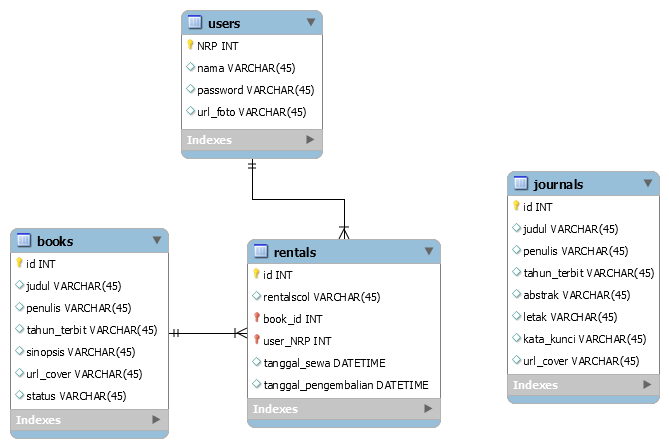 users
NRP INT
nama VARCHAR(45)
password VARCHAR(45)
url_foto VARCHAR(45)
Indexes
journals
id INT
judul VARCHAR(45)
penulis VARCHAR(45)
tahun_terbit VARCHAR(45)
abstrak VARCHAR(45)
letak VARCHAR(45)
kata_kunci VARCHAR(45)
url_cover VARCHAR(45)
Indexes
books
id INT
judul VARCHAR(45)
penulis VARCHAR(45)
tahun_terbit VARCHAR(45)
sinopsis VARCHAR(45)
url_cover VARCHAR(45)
status VARCHAR(45)
Indexes
rentals
id INT
rentalscol VARCHAR(45)
book_id INT
user_NRP INT
tanggal_sewa DATETIME
tanggal_pengembalian DATETIME
Indexes